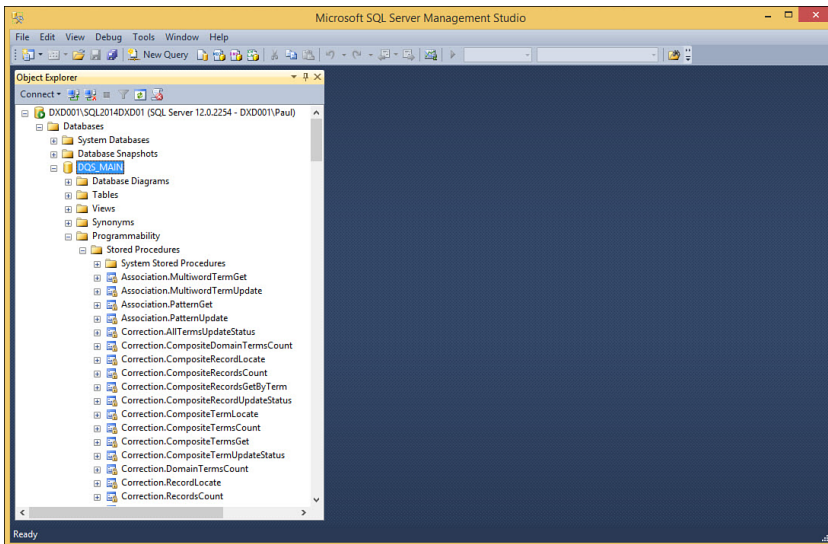 Microsoft SQL Server Management Studio
File Edit View Debug Tools Window Help
New Query
Object Explorer
Connect
DXD001\SQL2014DXD01 (SQL Server 12.0.2254 - DXD001\Paul)
Databases
System Databases
Database Snapshots
DQS_MAIN
Database Diagrams
Tables
Views
Synonyms
Programmability
Stored Procedures
System Stored Procedures
Association.MultiwordTermGet
Association.MultiwordTermUpdate
Association.PatternGet
Association.PatternUpdate
Correction.AllTermsUpdateStatus
Correction.CompositeDomainTermsCount
Correction.CompositeRecordLocate
Correction.CompositeRecordsCount
Correction.CompositeRecordsGetByTerm
Correction.CompositeRecordUpdateStatus
Correction.CompositeTermLocate
Correction.CompositeTermsCount
Correction.CompositeTermsGet
Correction.CompositeTermUpdateStatus
Correction.DomainTermsCount
Correction.RecordLocate
Correction.RecordsCount
Ready